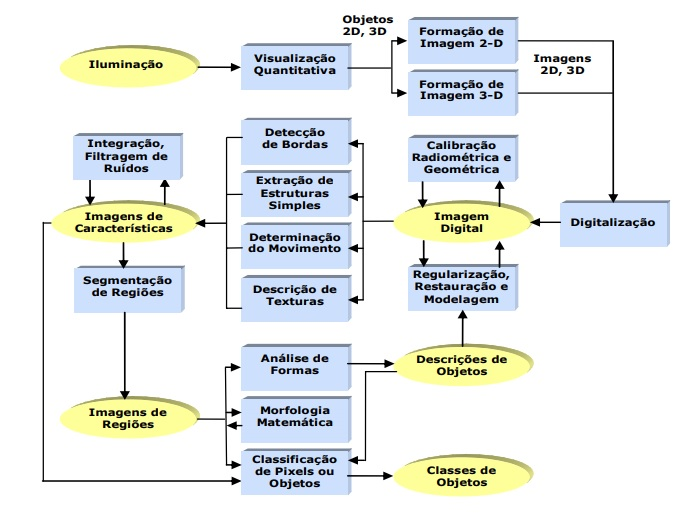 Objetos
2D, 3D
Iluminação
Visualização
Quantitativa
Formação de
Imagem 2-D
Formação de
Imagem 3-D
Imagens
2D, 3D
Integração,
Filtragem de
Ruídos
Detecção
de Bordas
Calibração
Radiométrica e
Geométrica
Extração de
Estruturas
Simples
Imagens de
Características
Determinação
do Movimento
Imagem
Digital
Digitalização
Segmentação
de Regiões
Descrição de
Texturas
Regularização,
Restauração e
Modelagem
Análise de
Formas
Descrições de
Objetos
Imagens de
Regiões
Morfologia
Matemática
Classificação
de Pixels ou
Objetos
Classes de
Objetos